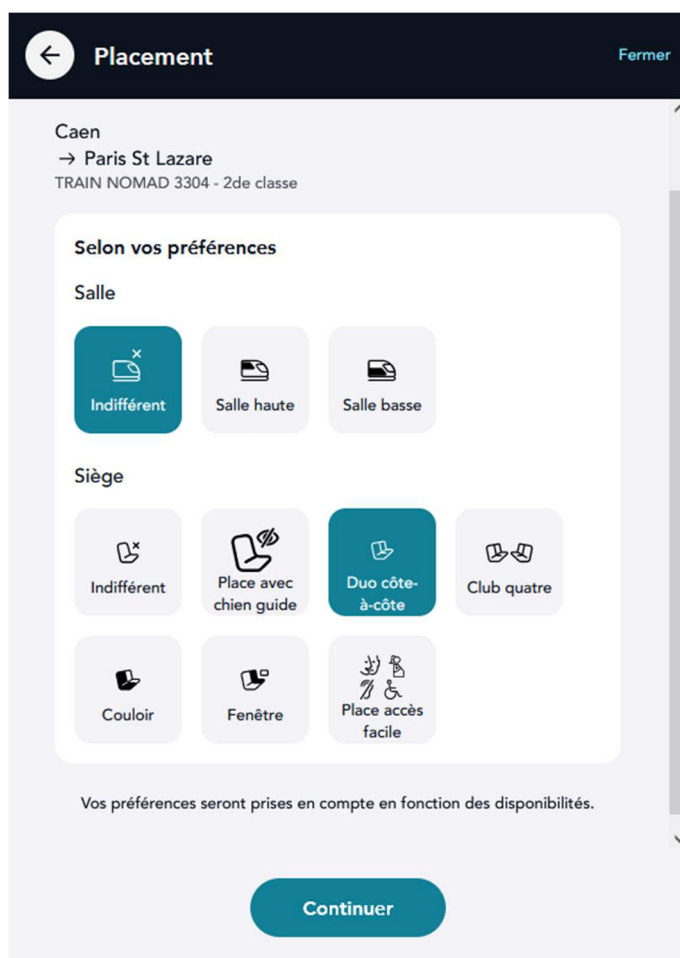 Placement
Fermer
Caen
→ Paris St Lazare
TRAIN NOMAD 3304 - 2de classe
Selon vos préférences
Salle
Indifférent
Salle haute
Salle basse
Siège
Indifférent
Place avec
chien guide
Duo côte-
à-côte
Club quatre
Couloir
Fenêtre
Place accès
facile
Vos préférences seront prises en compte en fonction des disponibilités.
Continuer